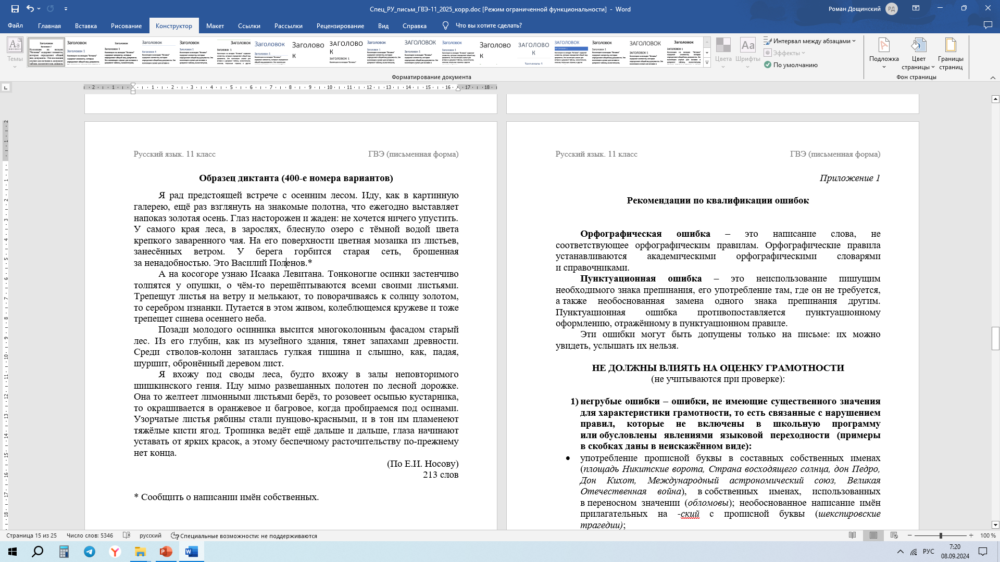 Спец_РУ_письм_ГВЭ-11_2025_корр.doc [Режим ограниченной функциональности] - Word
Роман Дощинский
РД
Файл
Главная
Вставка
Рисование
Конструктор
Макет
Ссылки
Рассылки
Рецензирование
Вид
Справка
Что вы хотите сделать?
Темы
Цвета
Шрифты
Интервал между абзацами
Эффекты
По умолчанию
Подложка
Цвет страницы
Границы страниц
Форматирование документа
Фон страницы
Русский язык. 11 класс ГВЭ (письменная форма)
Образец диктанта (400-е номера вариантов)
Я рад предстоящей встрече с осенним лесом. Иду, как в картинную
галерею, ещё раз взглянуть на знакомые полотна, что ежегодно выставляет
напоказ золотая осень. Глаз насторожен и жаден: не хочется ничего упустить.
У самого края леса, в зарослях, блеснуло озеро с тёмной водой цвета
крепкого заваренного чая. На его поверхности цветная мозаика из листьев,
занесённых ветром. У берега горбится старая сеть, брошенная
за ненадобностью. Это Василий Поленов.*
А на косогоре узнаю Исаака Левитана. Тонконогие осинки застенчиво
толпятся у опушки, о чём-то перешёптываются всеми своими листьями.
Трепещут листья на ветру и мелькают, то поворачиваясь к солнцу золотом,
то серебром изнанки. Путается в этом живом, колеблющемся кружеве и тоже
трепещет синева осеннего неба.
Позади молодого осинника высится многоколонным фасадом старый
лес. Из его глубин, как из музейного здания, тянет запахами древности.
Среди стволов-колонн затаилась гулкая тишина и слышно, как, падая,
шуршит, обронённый деревом лист.
Я вхожу под своды леса, будто вхожу в залы неповторимого
шишкинского гения. Иду мимо развешанных полотен по лесной дорожке.
Она то желтеет лимонными листьями берёз, то розовеет осыпью кустарника,
то окрашивается в оранжевое и багровое, когда пробираемся под осинами.
Узорчатые листья рябины стали пунцово-красными, и в тон им пламенеют
тяжёлые кисти ягод. Тропинка ведёт ещё дальше и дальше, глаза начинают
уставать от ярких красок, а этому беспечному расточительству по-прежнему
нет конца.
(По Е.И. Носову)
213 слов
* Сообщить о написании имён собственных.
Русский язык. 11 класс ГВЭ (письменная форма)
Приложение 1
Рекомендации по квалификации ошибок
Орфографическая ошибка – это написание слова, не
соответствующее орфографическим правилам. Орфографические правила
устанавливаются академическими орфографическими словарями
и справочниками.
Пунктуационная ошибка – это неиспользование пишущим
необходимого знака препинания, его употребление там, где он не требуется,
а также необоснованная замена одного знака препинания другим.
Пунктуационная ошибка противопоставляется пунктуационному
оформлению, отражённому в пунктуационном правиле.
Эти ошибки могут быть допущены только на письме: их можно
увидеть, услышать их нельзя.
НЕ ДОЛЖНЫ ВЛИЯТЬ НА ОЦЕНКУ ГРАМОТНОСТИ
(не учитываются при проверке):
1) негрубые ошибки – ошибки, не имеющие существенного значения
для характеристики грамотности, то есть связанные с нарушением
правил, которые не включены в школьную программу
или обусловлены явлениями языковой переходности (примеры
в скобках даны в неискажённом виде):
• употребление прописной буквы в составных собственных именах
(площадь Никитские ворота, Страна восходящего солнца, дон Педро,
Дон Кихот, Международный астрономический союз, Великая
Отечественная война), в собственных именах, использованных
в переносном значении (обломовы); необоснованное написание имён
прилагательных на -ский с прописной буквы (шекспировские
трагедии);
Страница 15 из 25
Число слов: 5346
русский
Специальные возможности: не поддерживаются
100 %
РУС
7:20
08.09.2024